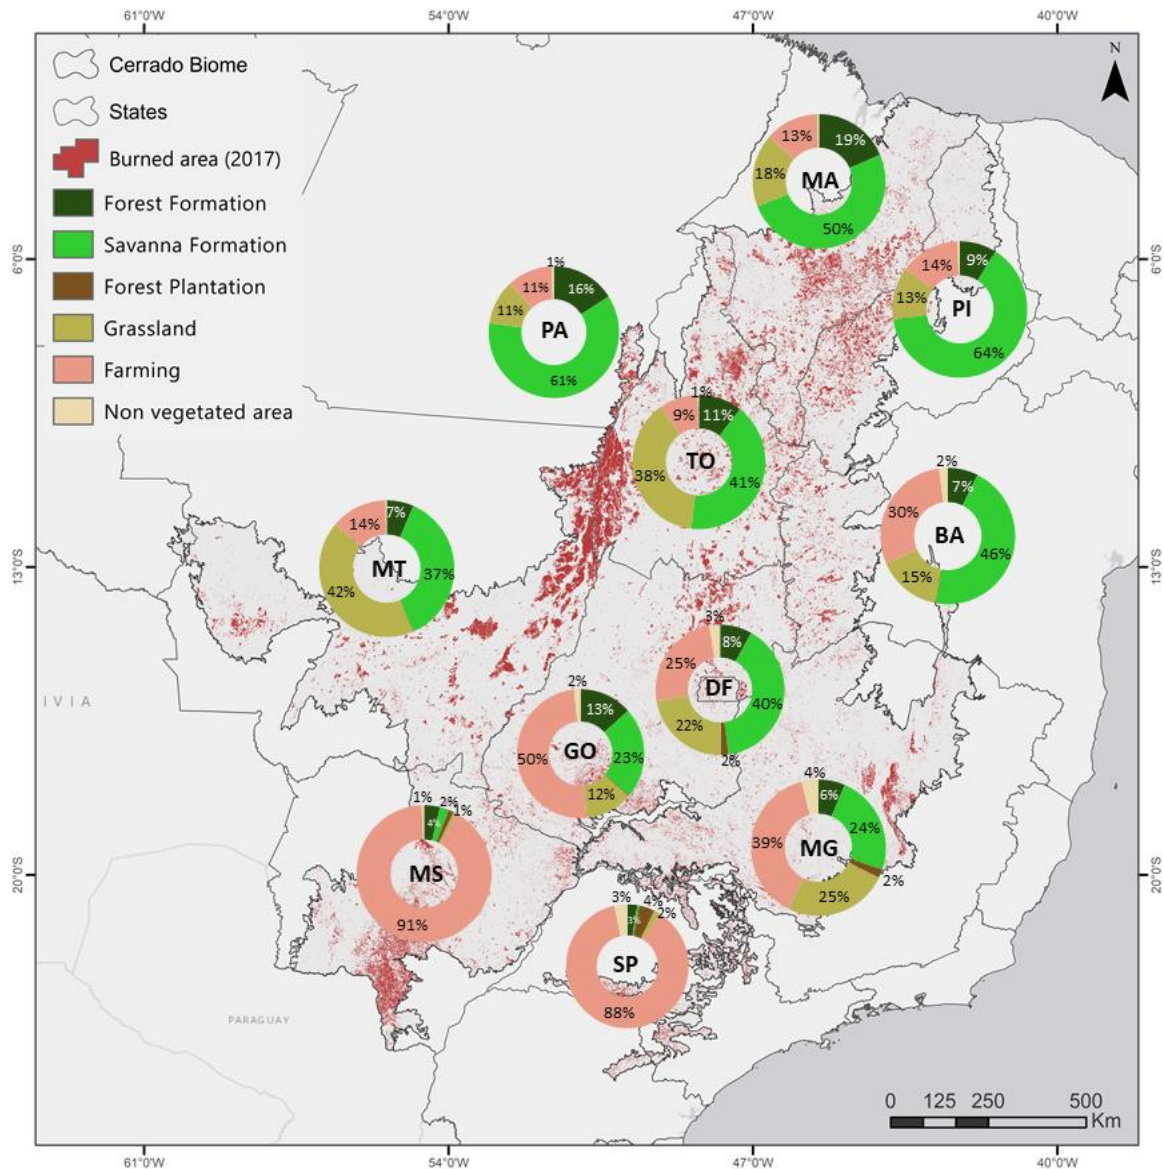 61°0'W 54°0'W 47°0'W 40°0'W
N
Cerrado Biome
States
Burned area (2017)
Forest Formation
Savanna Formation
Forest Plantation
Grassland
Farming
Non vegetated area
6°0'S
13°0'S
20°0'S
6°0'S
13°0'S
20°0'S
MA
13%
19%
18%
50%
PI
14%
9%
13%
64%
PA
1%
11%
16%
11%
61%
TO
1%
9%
11%
38%
41%
BA
2%
30%
7%
15%
46%
MT
14%
7%
42%
37%
DF
3%
25%
8%
22%
40%
2%
GO
2%
50%
13%
23%
12%
MG
4%
39%
6%
24%
25%
2%
MS
1%
4%
2%
1%
91%
SP
3%
3%
4%
2%
88%
IVIA
PARAGUAY
0 125 250 500
Km
61°0'W 54°0'W 47°0'W 40°0'W